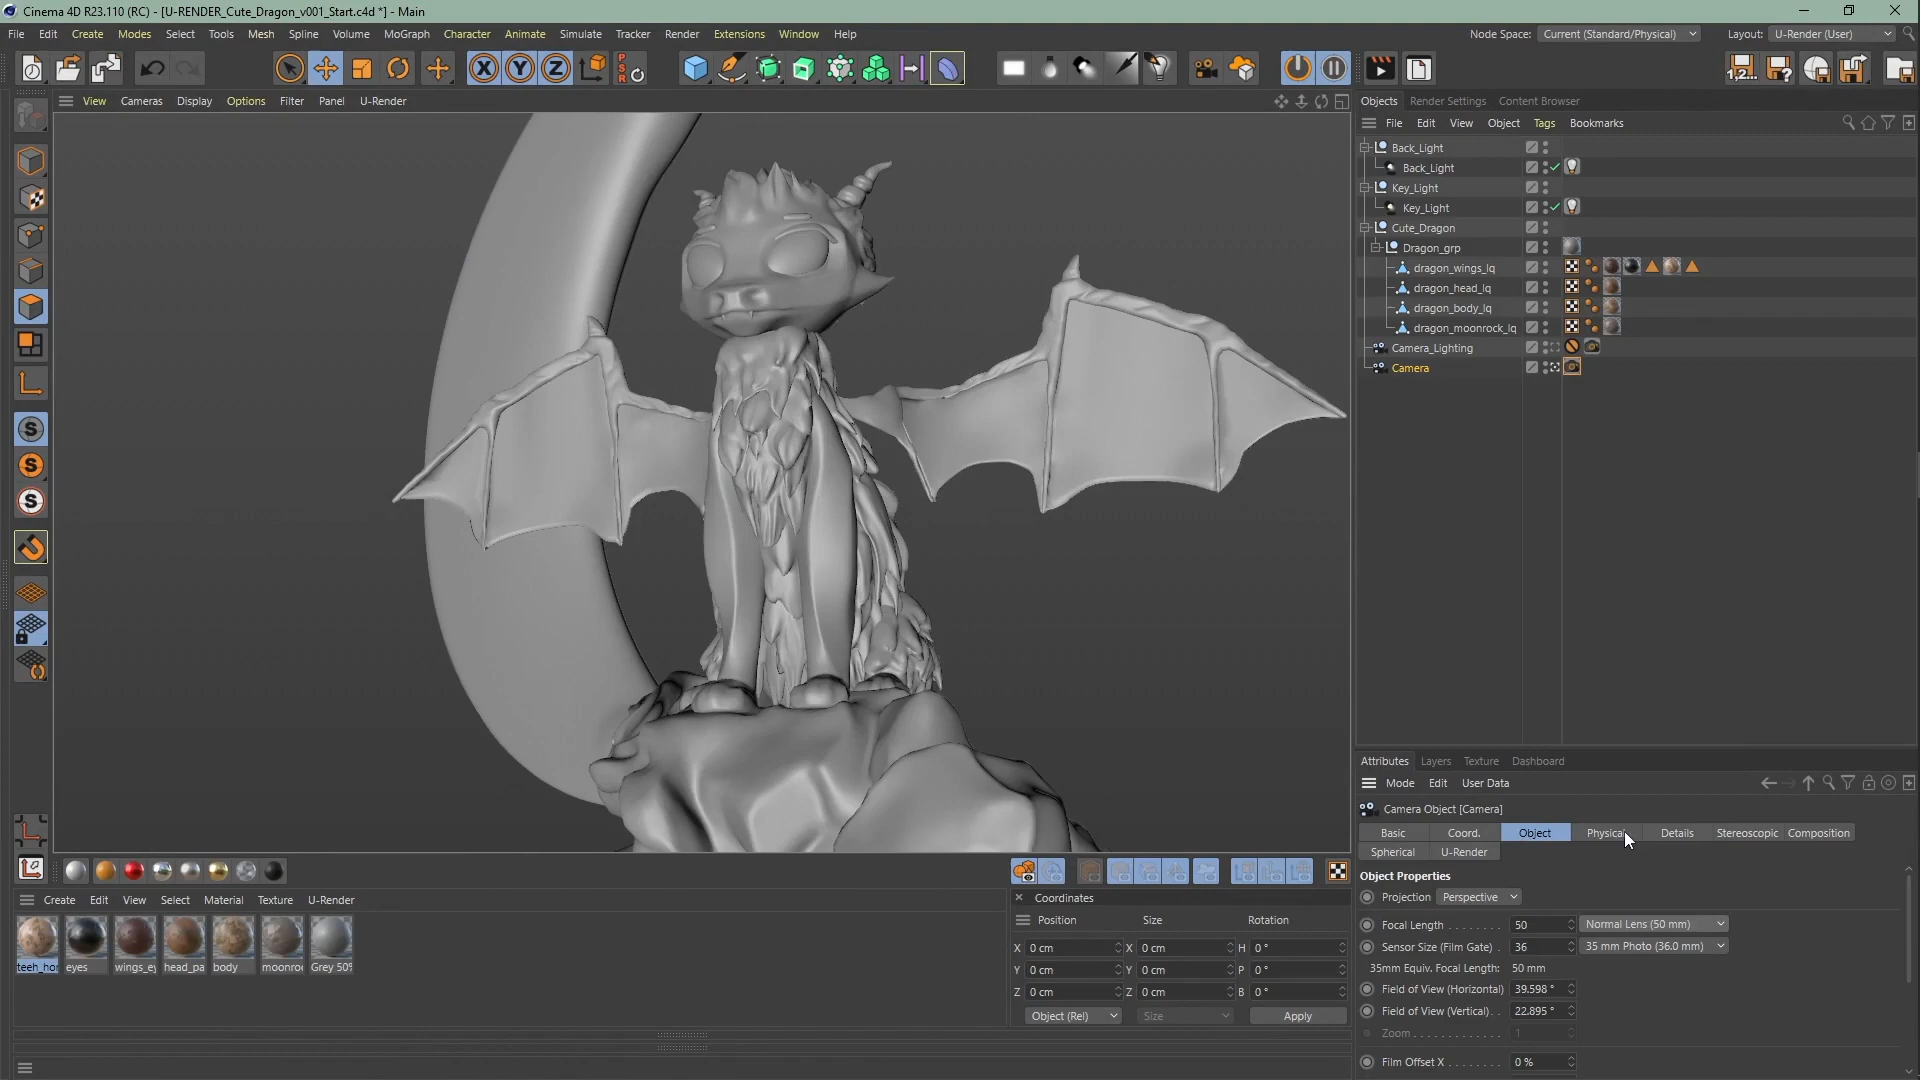 Cinema 4D R23.110 (RC) - [U-RENDER_Cute_Dragon_v001_Start.c4d *] - Main
File Edit Create Modes Select Tools Mesh Spline Volume MoGraph Character Animate Simulate Tracker Render Extensions Window Help
Node Space: Current (Standard/Physical) Layout: U-Render (User)
X Y Z P S R 1,2...
View Cameras Display Options Filter Panel U-Render
Objects Render Settings Content Browser
File Edit View Object Tags Bookmarks
Back_Light
Back_Light
Key_Light
Key_Light
Cute_Dragon
Dragon_grp
dragon_wings_lq
dragon_head_lq
dragon_body_lq
dragon_moonrock_lq
Camera_Lighting
Camera
S
S
S
Attributes Layers Texture Dashboard
Mode Edit User Data
Camera Object [Camera]
Basic Coord. Object Physical Details Stereoscopic Composition
Spherical U-Render
Object Properties
Projection Perspective
Focal Length . . . . . . . . 50 Normal Lens (50 mm)
Sensor Size (Film Gate) . 36 35 mm Photo (36.0 mm)
35mm Equiv. Focal Length: 50 mm
Field of View (Horizontal) 39.598 °
Field of View (Vertical) . . 22.895 °
Zoom . . . . . . . . . . . . . 1
Film Offset X . . . . . . . . 0 %
Create Edit View Select Material Texture U-Render
teeh_ho eyes wings_ey head_pa body moonro Grey 50%
Coordinates
Position Size Rotation
X 0 cm X 0 cm H 0 °
Y 0 cm Y 0 cm P 0 °
Z 0 cm Z 0 cm B 0 °
Object (Rel) Size Apply